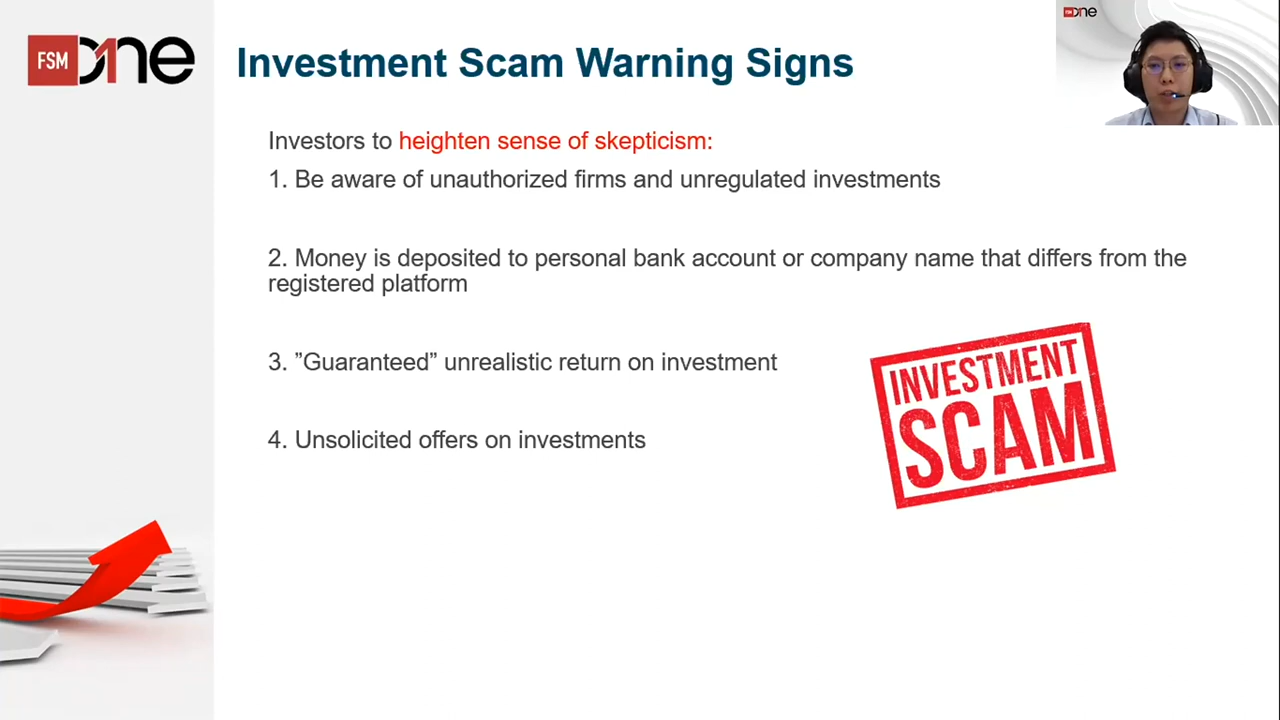 FSM One
Investment Scam Warning Signs
FSM One
Investors to heighten sense of skepticism:
1. Be aware of unauthorized firms and unregulated investments
2. Money is deposited to personal bank account or company name that differs from the
registered platform
3. ”Guaranteed” unrealistic return on investment
4. Unsolicited offers on investments
INVESTMENT
SCAM